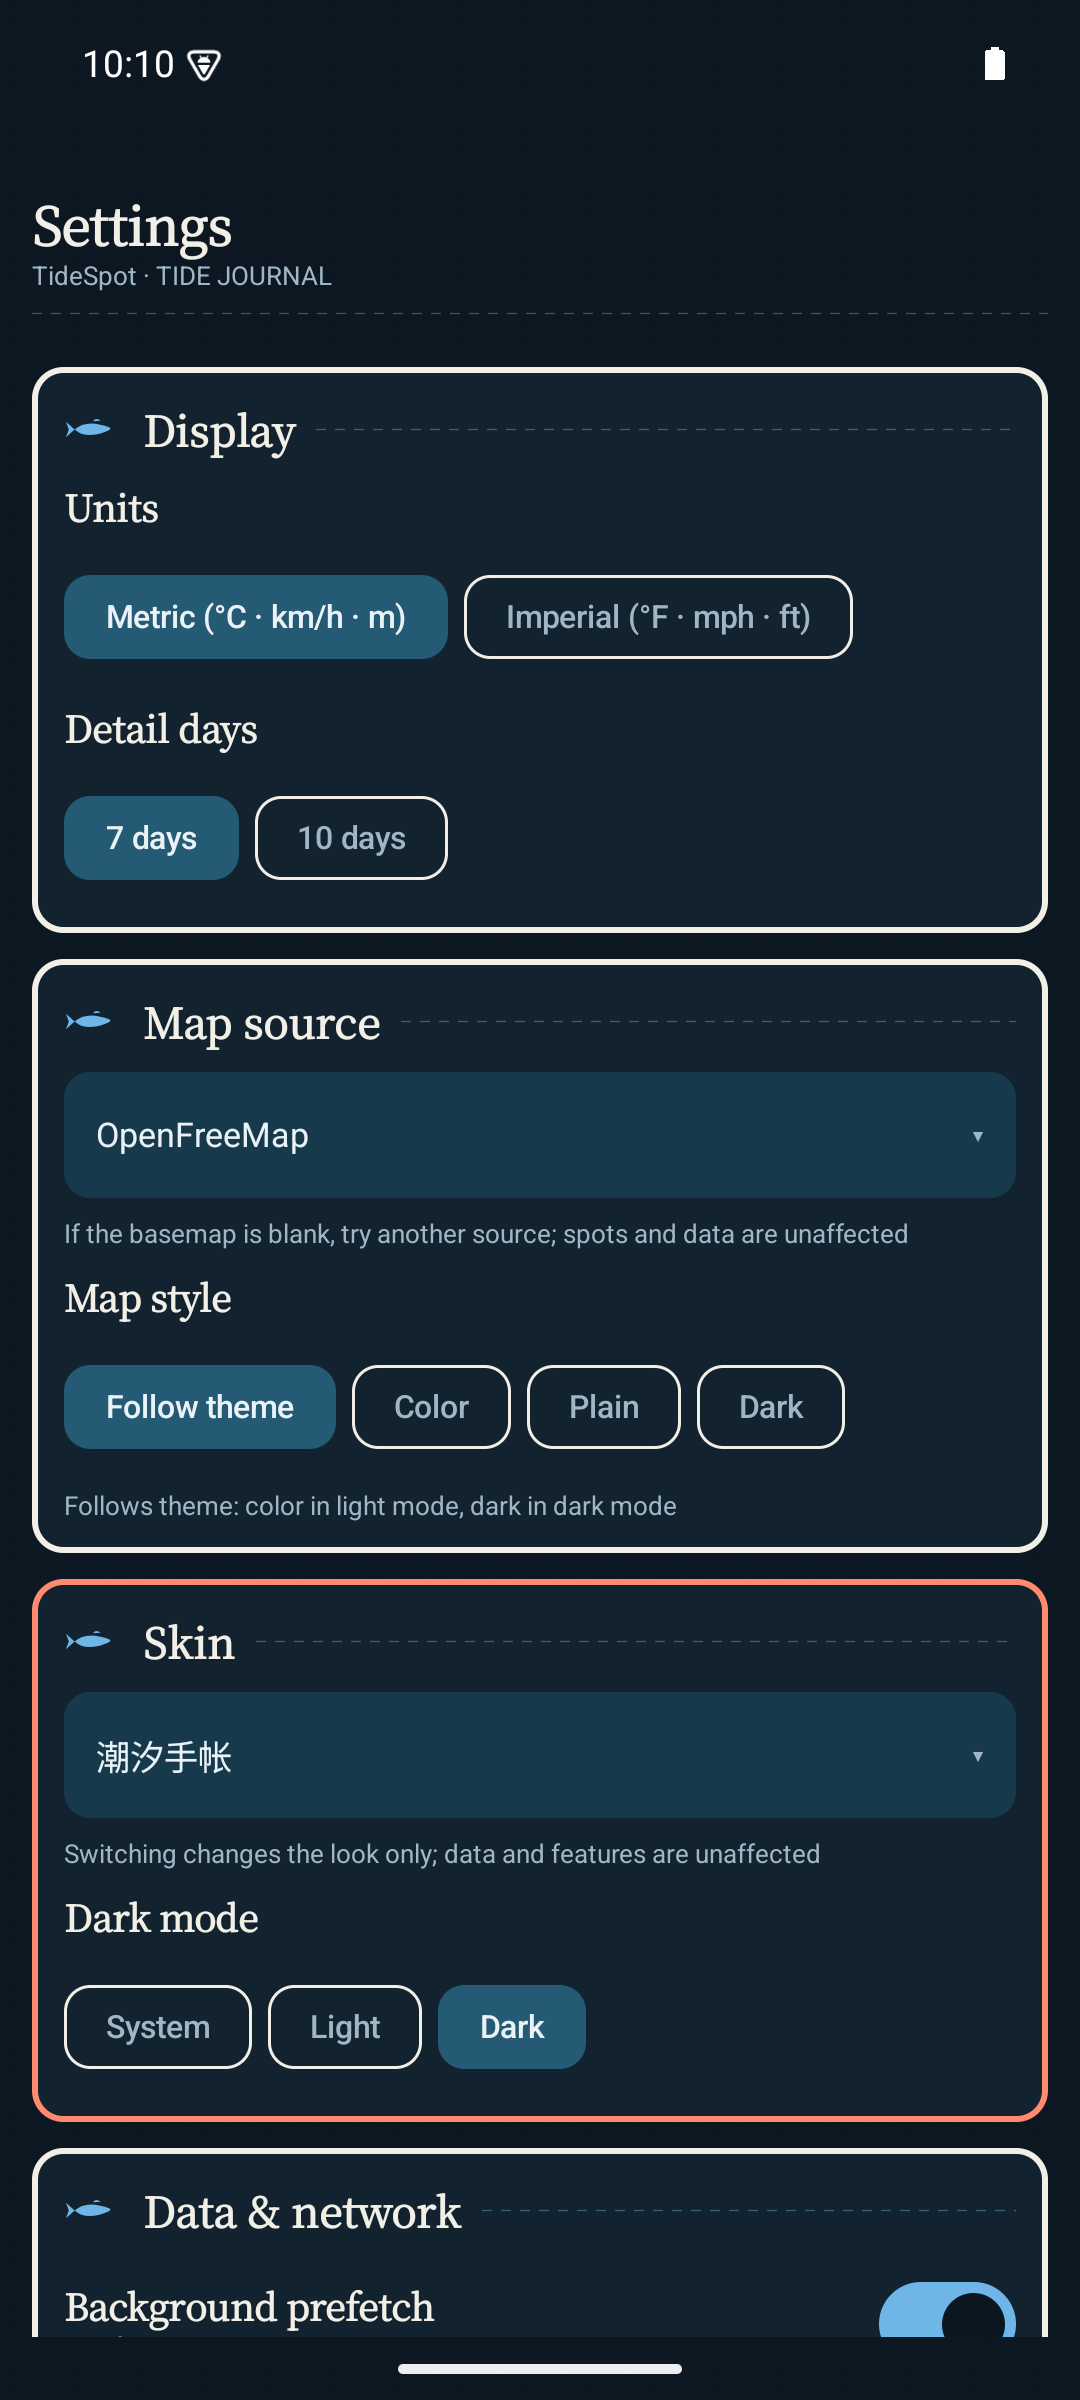 10:10
Settings
TideSpot · TIDE JOURNAL
Display
Units
Metric (°C · km/h · m)
Imperial (°F · mph · ft)
Detail days
7 days
10 days
Map source
OpenFreeMap
If the basemap is blank, try another source; spots and data are unaffected
Map style
Follow theme
Color
Plain
Dark
Follows theme: color in light mode, dark in dark mode
Skin
潮汐手帐
Switching changes the look only; data and features are unaffected
Dark mode
System
Light
Dark
Data & network
Background prefetch